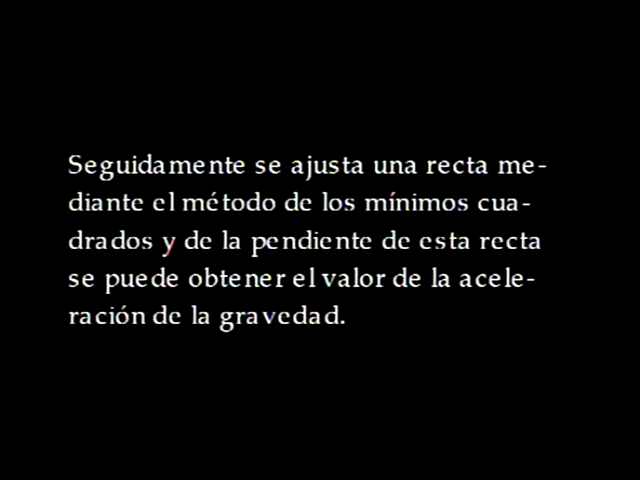 Seguidamente se ajusta una recta me-
diante el método de los mínimos cua-
drados y de la pendiente de esta recta
se puede obtener el valor de la acele-
ración de la gravedad.